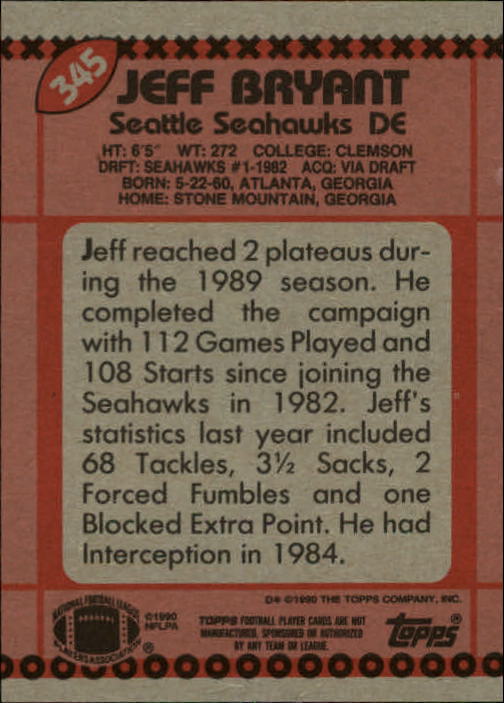 345
JEFF BRYANT
Seattle Seahawks DE
HT: 6'5" WT: 272 COLLEGE: CLEMSON
DRFT: SEAHAWKS #1-1982 ACQ: VIA DRAFT
BORN: 5-22-60, ATLANTA, GEORGIA
HOME: STONE MOUNTAIN, GEORGIA
Jeff reached 2 plateaus dur-
ing the 1989 season. He
completed the campaign
with 112 Games Played and
108 Starts since joining the
Seahawks in 1982. Jeff's
statistics last year included
68 Tackles, 3½ Sacks, 2
Forced Fumbles and one
Blocked Extra Point. He had
Interception in 1984.
D* ©1990 THE TOPPS COMPANY, INC.
NATIONAL FOOTBALL LEAGUE
PLAYERS ASSOCIATION ®
©1990
NFLPA
TOPPS FOOTBALL PLAYER CARDS ARE NOT
MANUFACTURED, SPONSORED OR AUTHORIZED
BY ANY TEAM OR LEAGUE.
topps®